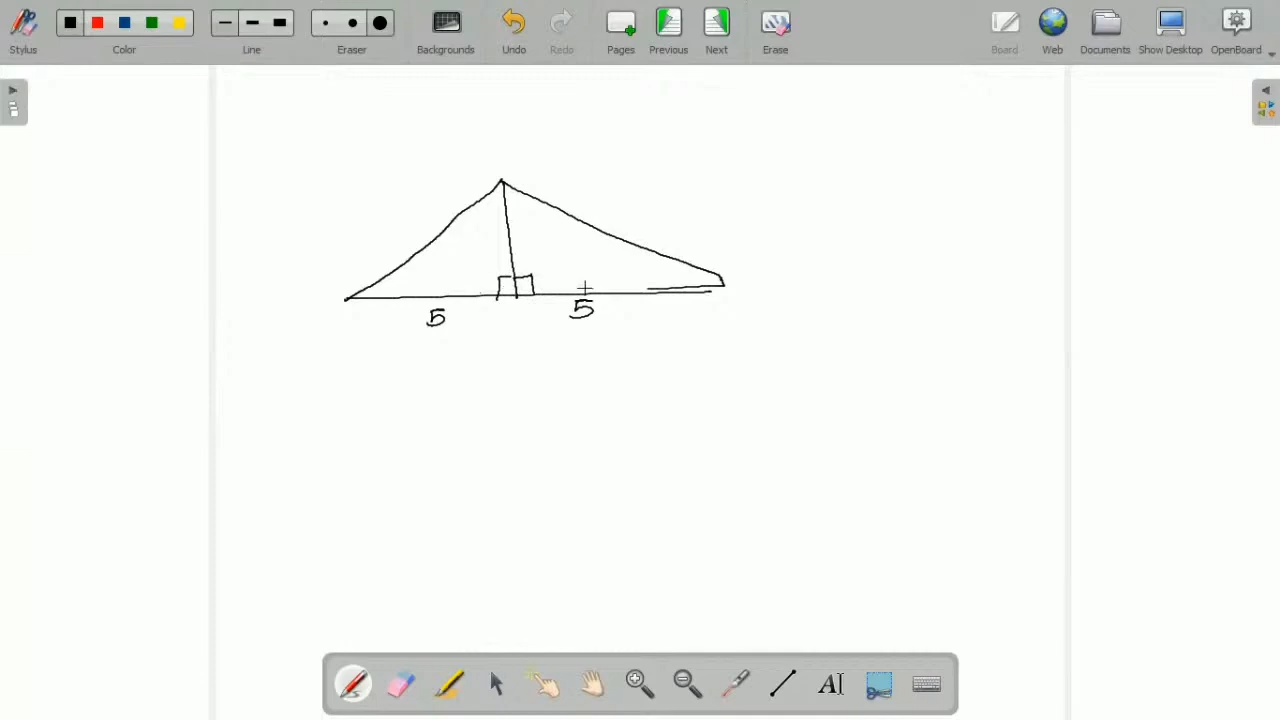 Stylus Color Line Eraser Backgrounds Undo Redo Pages Previous Next Erase Board Web Documents Show Desktop OpenBoard
5 5
A